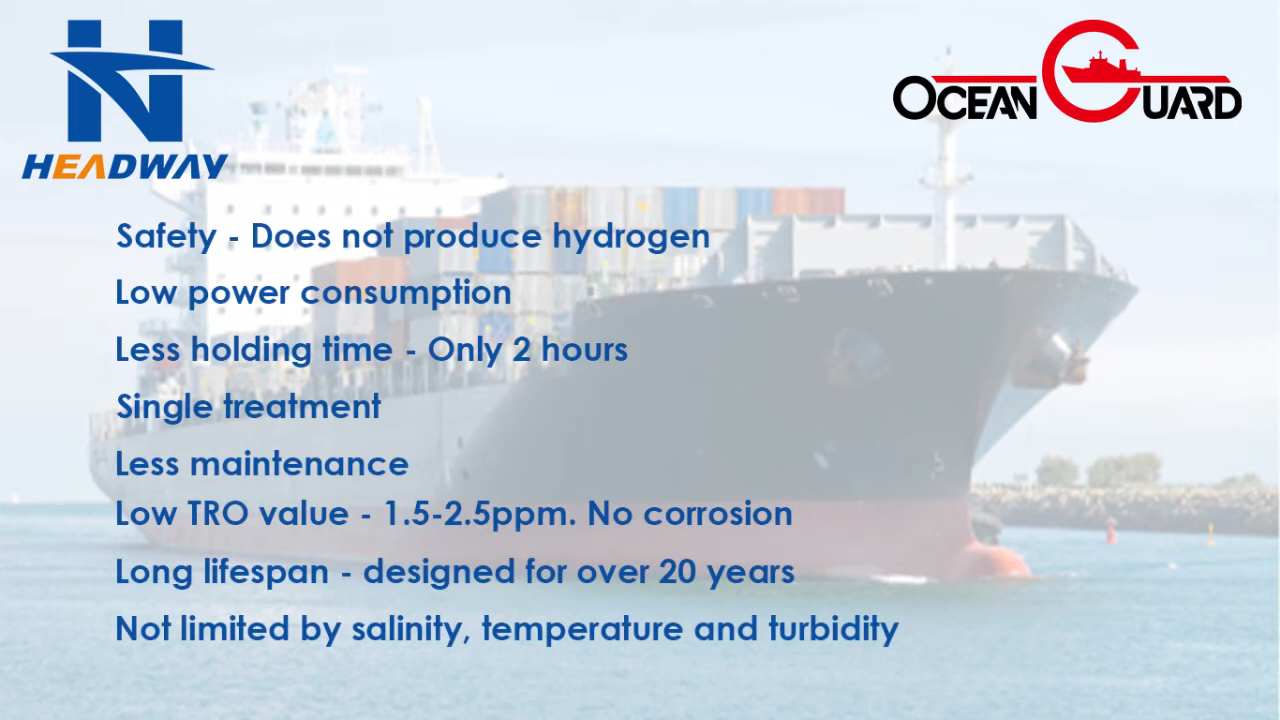 HEADWAY
OCEAN GUARD
Safety - Does not produce hydrogen
Low power consumption
Less holding time - Only 2 hours
Single treatment
Less maintenance
Low TRO value - 1.5-2.5ppm. No corrosion
Long lifespan - designed for over 20 years
Not limited by salinity, temperature and turbidity